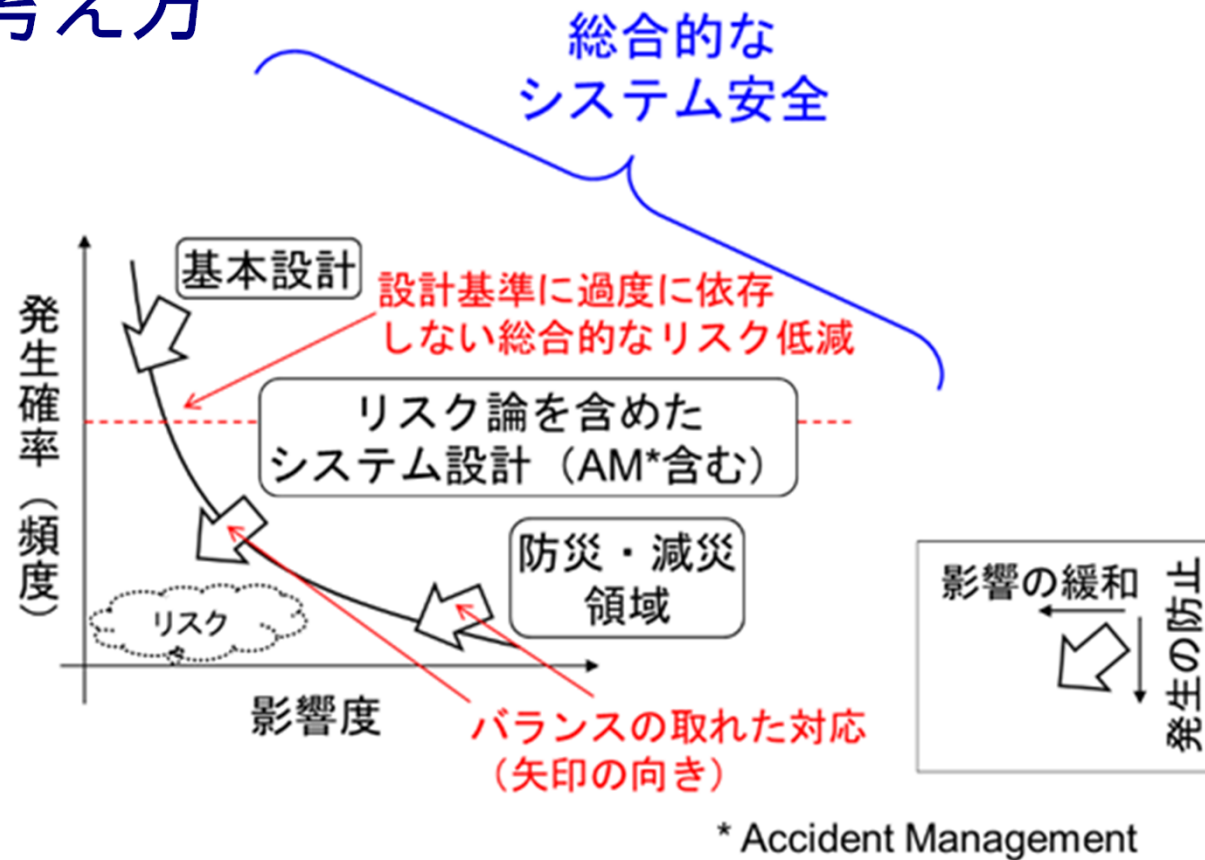 考え方
総合的な
システム安全
基本設計
設計基準に過度に依存
しない総合的なリスク低減
発生確率（頻度）
リスク論を含めた
システム設計（AM*含む）
防災・減災
領域
リスク
影響度
バランスの取れた対応
（矢印の向き）
影響の緩和
発生の防止
* Accident Management